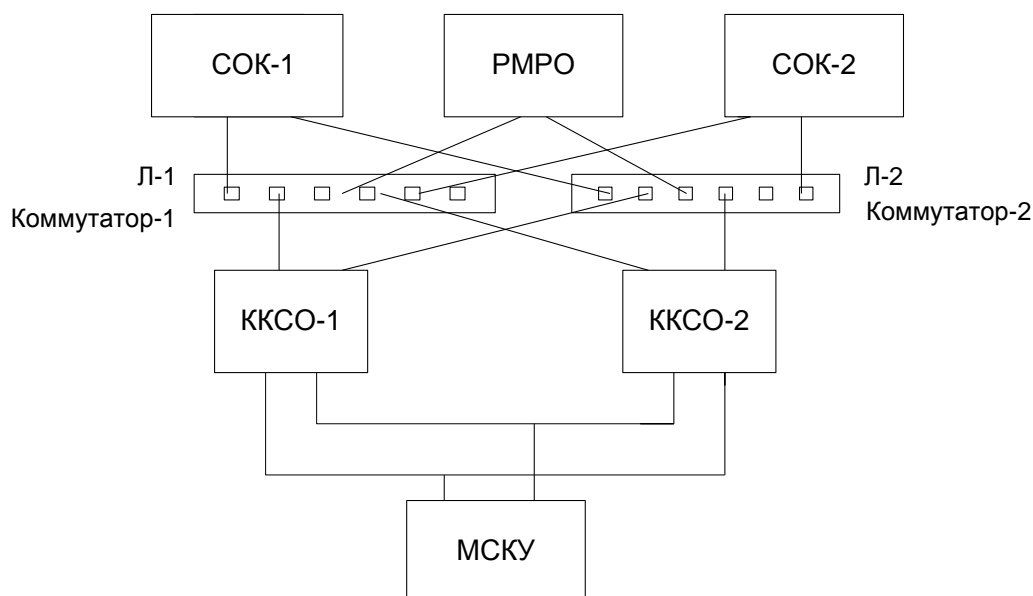 СОК-1
РМРО
СОК-2
Л-1
Коммутатор-1
Л-2
Коммутатор-2
ККСО-1
ККСО-2
МСКУ